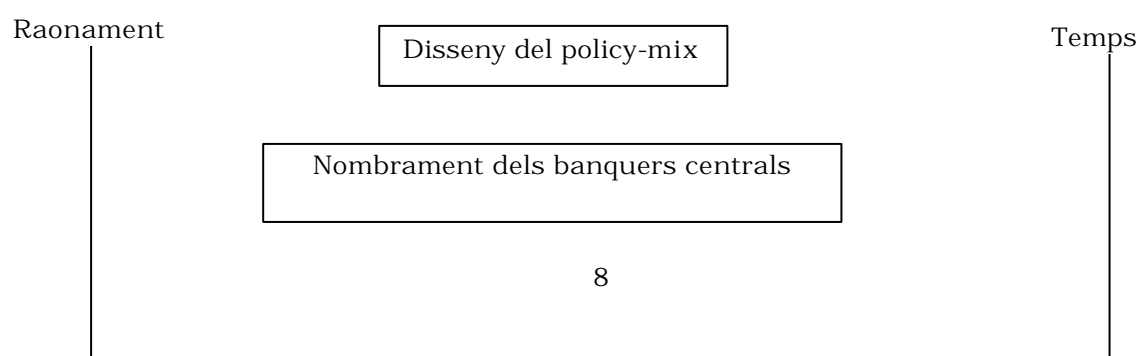 Raonament
Disseny del policy-mix
Temps
Nombrament dels banquers centrals
8